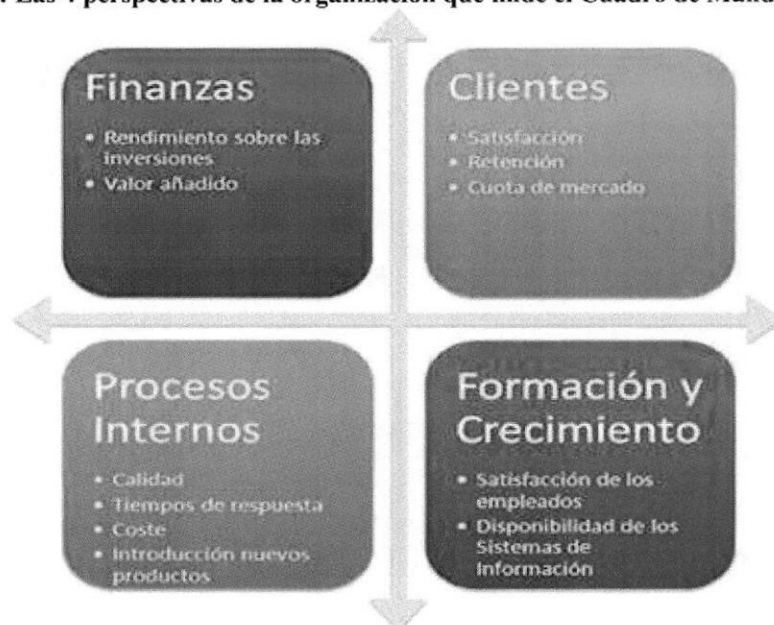 Las 4 perspectivas de la organización que mide el Cuadro de
Finanzas
• Rendimiento sobre las
inversiones
• Valor añadido
Clientes
• Satisfacción
• Retención
• Cuota de mercado
Procesos
Internos
• Calidad
• Tiempos de respuesta
• Coste
• Introducción nuevos
productos
Formación y
Crecimiento
• Satisfacción de los
empleados
• Disponibilidad de los
Sistemas de
Información